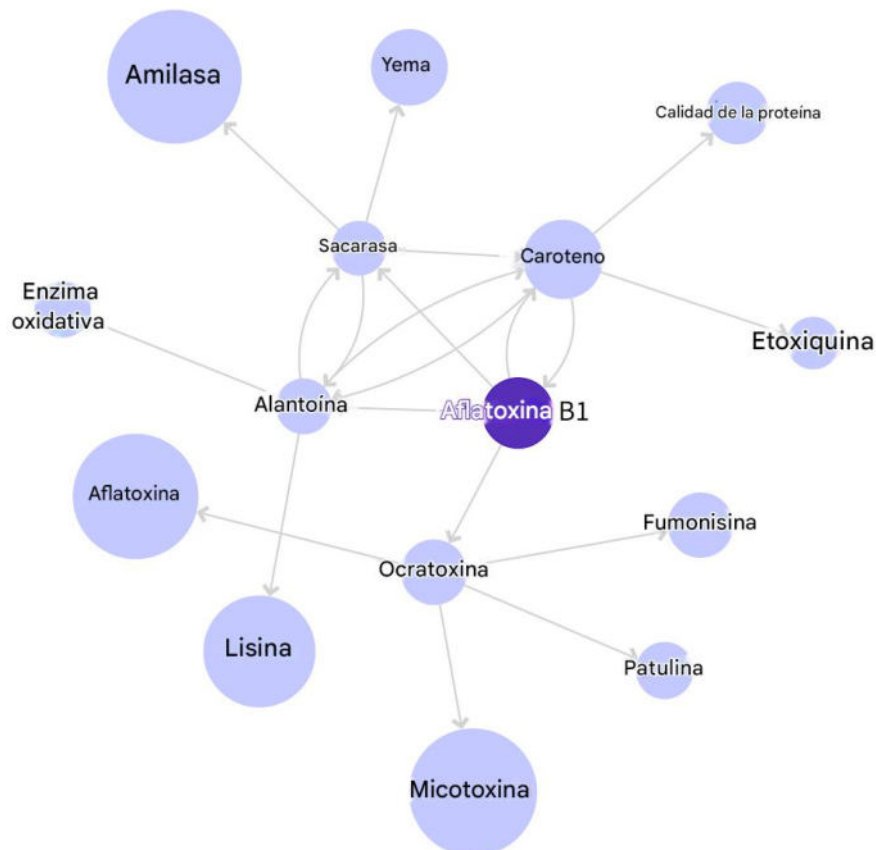 Amilasa
Yema
Calidad de la proteína
Sacarasa
Caroteno
Enzima
oxidativa
Etoxiquina
Alantoína
Aflatoxina B1
Aflatoxina
Fumonisina
Ocratoxina
Lisina
Patulina
Micotoxina